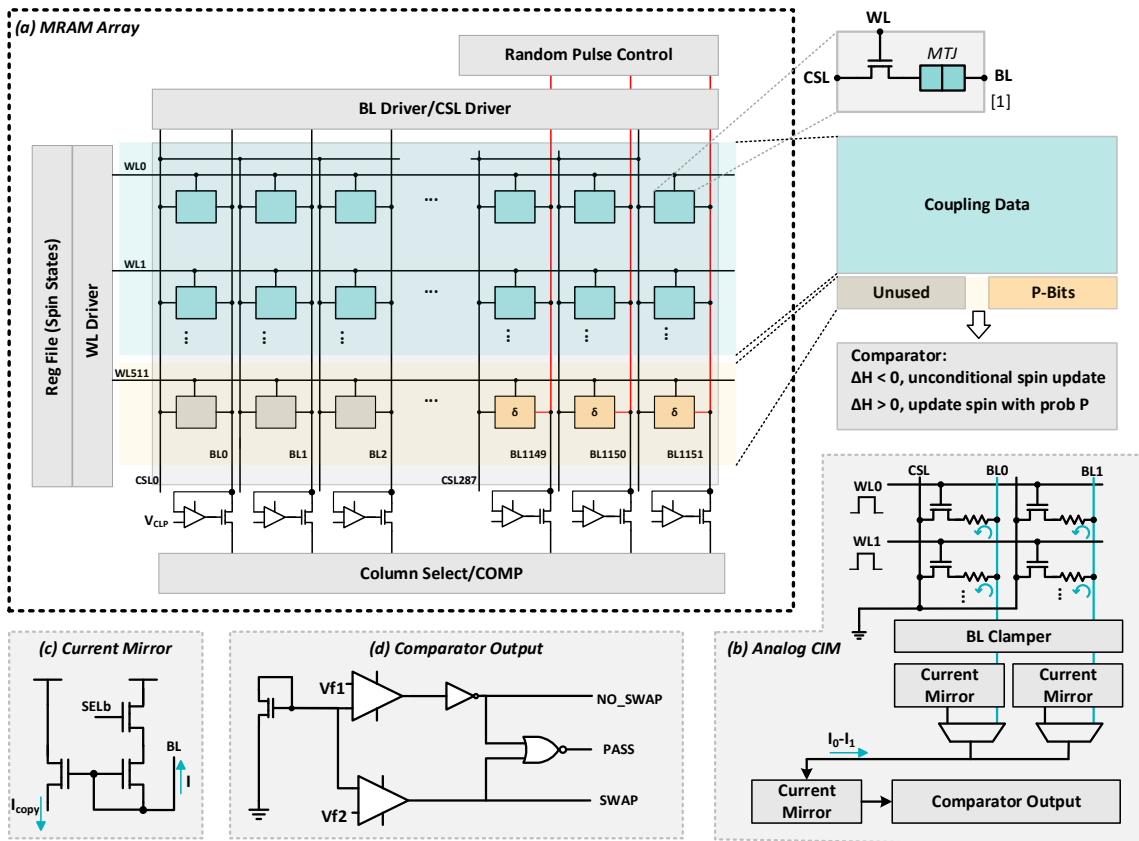 (a) MRAM Array
Random Pulse Control
BL Driver/CSL Driver
Reg File (Spin States)
WL Driver
WL0
...
WL1
...
⋮ ⋮ ⋮ ⋮ ⋮ ⋮
WL511
...
δ δ δ
BL0 BL1 BL2 BL1149 BL1150 BL1151
CSL0 CSL287
VCLP
Column Select/COMP
WL
MTJ
CSL
BL
[1]
Coupling Data
Unused
P-Bits
Comparator:
ΔH < 0, unconditional spin update
ΔH > 0, update spin with prob P
CSL BL0 BL1
WL0
WL1
... ...
BL Clamper
(b) Analog CIM
Current
Mirror
Current
Mirror
I0-I1
Current
Mirror
Comparator Output
(c) Current Mirror
SELb
BL
I
Icopy
(d) Comparator Output
Vf1
NO_SWAP
PASS
SWAP
Vf2